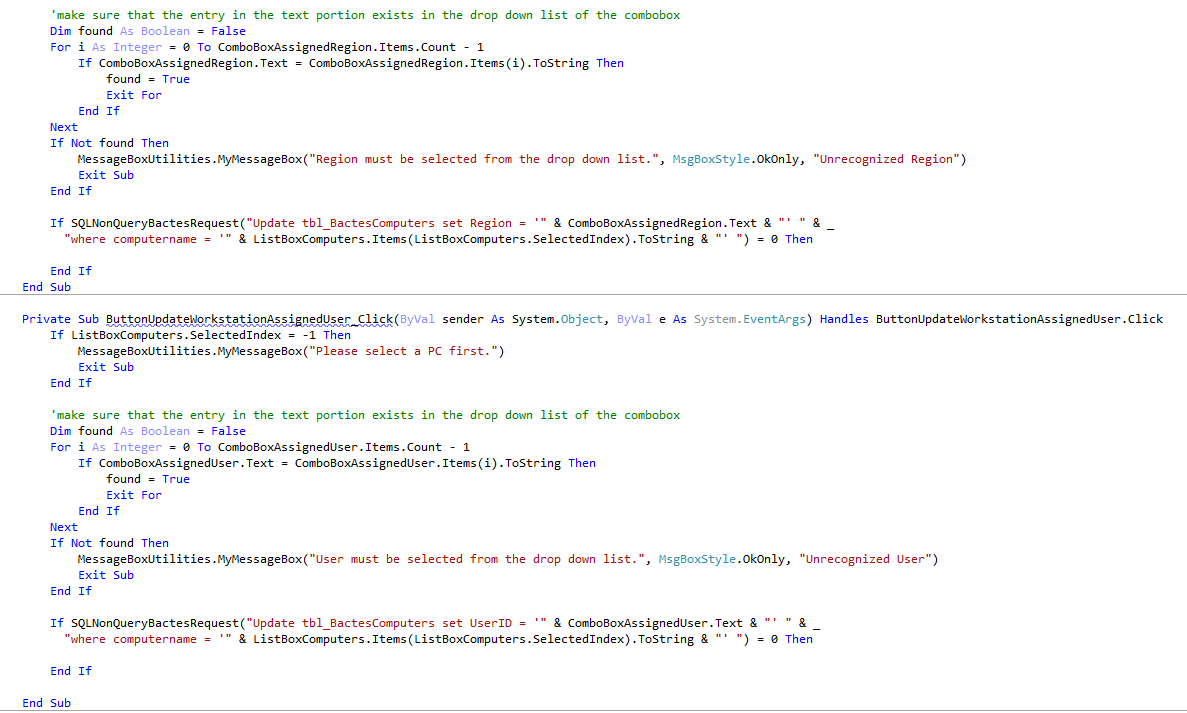 'make sure that the entry in the text portion exists in the drop down list of the combobox
Dim found As Boolean = False
For i As Integer = 0 To ComboBoxAssignedRegion.Items.Count - 1
If ComboBoxAssignedRegion.Text = ComboBoxAssignedRegion.Items(i).ToString Then
found = True
Exit For
End If
Next
If Not found Then
MessageBoxUtilities.MyMessageBox("Region must be selected from the drop down list.", MsgBoxStyle.OkOnly, "Unrecognized Region")
Exit Sub
End If
If SQLNonQueryBactesRequest("Update tbl_BactesComputers set Region = '" & ComboBoxAssignedRegion.Text & "' " & _
"where computername = '" & ListBoxComputers.Items(ListBoxComputers.SelectedIndex).ToString & "' ") = 0 Then
End If
End Sub
Private Sub ButtonUpdateWorkstationAssignedUser_Click(ByVal sender As System.Object, ByVal e As System.EventArgs) Handles ButtonUpdateWorkstationAssignedUser.Click
If ListBoxComputers.SelectedIndex = -1 Then
MessageBoxUtilities.MyMessageBox("Please select a PC first.")
Exit Sub
End If
'make sure that the entry in the text portion exists in the drop down list of the combobox
Dim found As Boolean = False
For i As Integer = 0 To ComboBoxAssignedUser.Items.Count - 1
If ComboBoxAssignedUser.Text = ComboBoxAssignedUser.Items(i).ToString Then
found = True
Exit For
End If
Next
If Not found Then
MessageBoxUtilities.MyMessageBox("User must be selected from the drop down list.", MsgBoxStyle.OkOnly, "Unrecognized User")
Exit Sub
End If
If SQLNonQueryBactesRequest("Update tbl_BactesComputers set UserID = '" & ComboBoxAssignedUser.Text & "' " & _
"where computername = '" & ListBoxComputers.Items(ListBoxComputers.SelectedIndex).ToString & "' ") = 0 Then
End If
End Sub